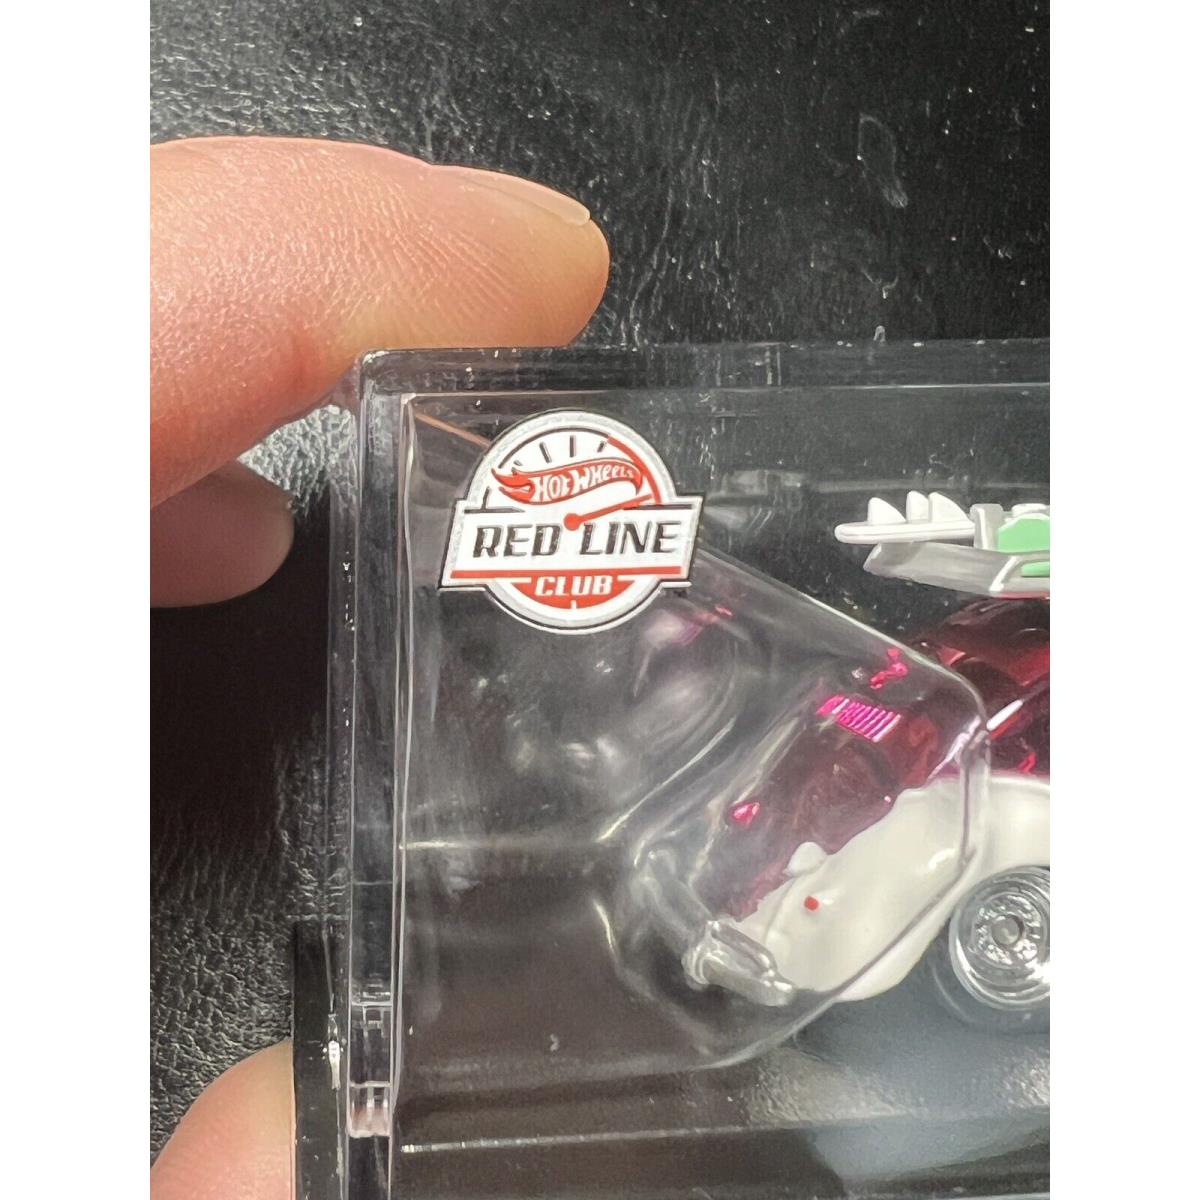 HOT WHEELS
RED LINE
CLUB